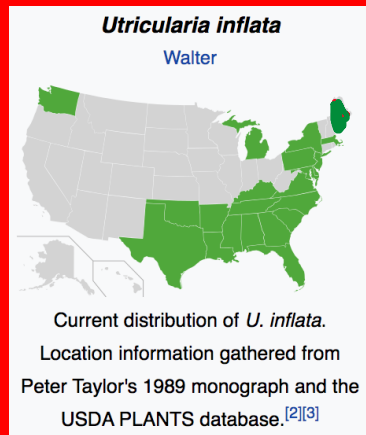 Utricularia inflata
Walter
Current distribution of U. inflata.
Location information gathered from
Peter Taylor's 1989 monograph and the
USDA PLANTS database.[2][3]